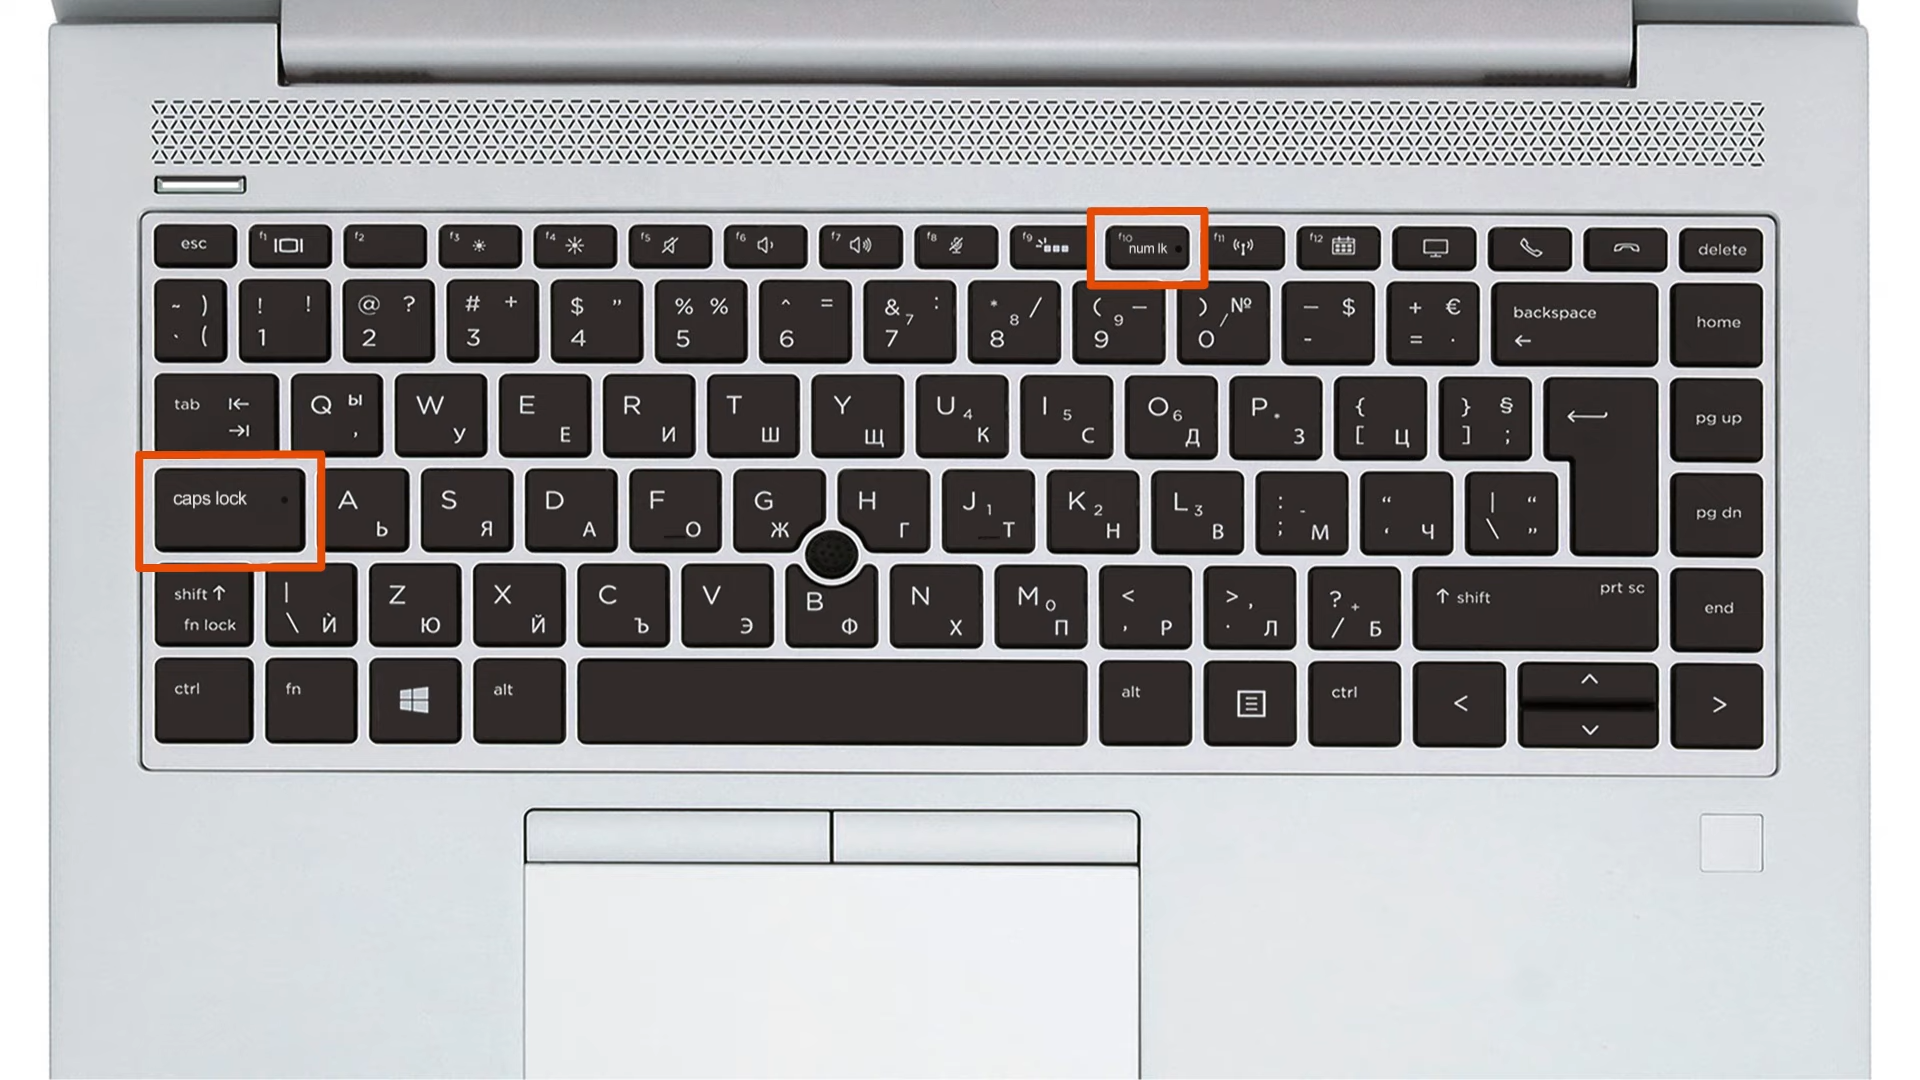 esc f1 f2 f3 f4 f5 f6 f7 f8 f9 f10 num lk f11 f12 delete
~ ) ! ! @ ? # + $ ” % % ^ = & : * / ( — ) № — $ + € backspace home
` ( 1 2 3 4 5 6 7 7 8 8 9 9 0 / - = . ←
tab Q ы W E R T Y U 4 I 5 O 6 P * { } § pg up
, У Е И Ш Щ К С Д З [ Ц ] ;
caps lock A S D F G H J 1 K 2 L 3 : - “ | “ pg dn
Ь Я А О Ж Г Т Н В ; М ‘ Ч \ ”
shift ↑ | Z X C V B N M 0 < > , ? + ↑ shift prt sc end
fn lock \ Ѝ Ю Й Ъ Э Ф Х П , Р . Л / Б
ctrl fn alt alt ctrl < ^ v >